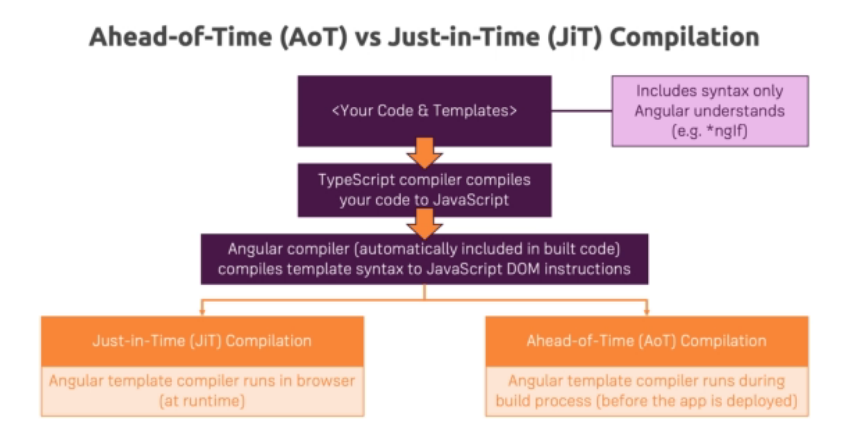 Ahead-of-Time (AoT) vs Just-in-Time (JiT) Compilation
<Your Code & Templates>
Includes syntax only
Angular understands
(e.g. *ngIf)
TypeScript compiler compiles
your code to JavaScript
Angular compiler (automatically included in built code)
compiles template syntax to JavaScript DOM instructions
Just-in-Time (JiT) Compilation
Angular template compiler runs in browser
(at runtime)
Ahead-of-Time (AoT) Compilation
Angular template compiler runs during
build process (before the app is deployed)